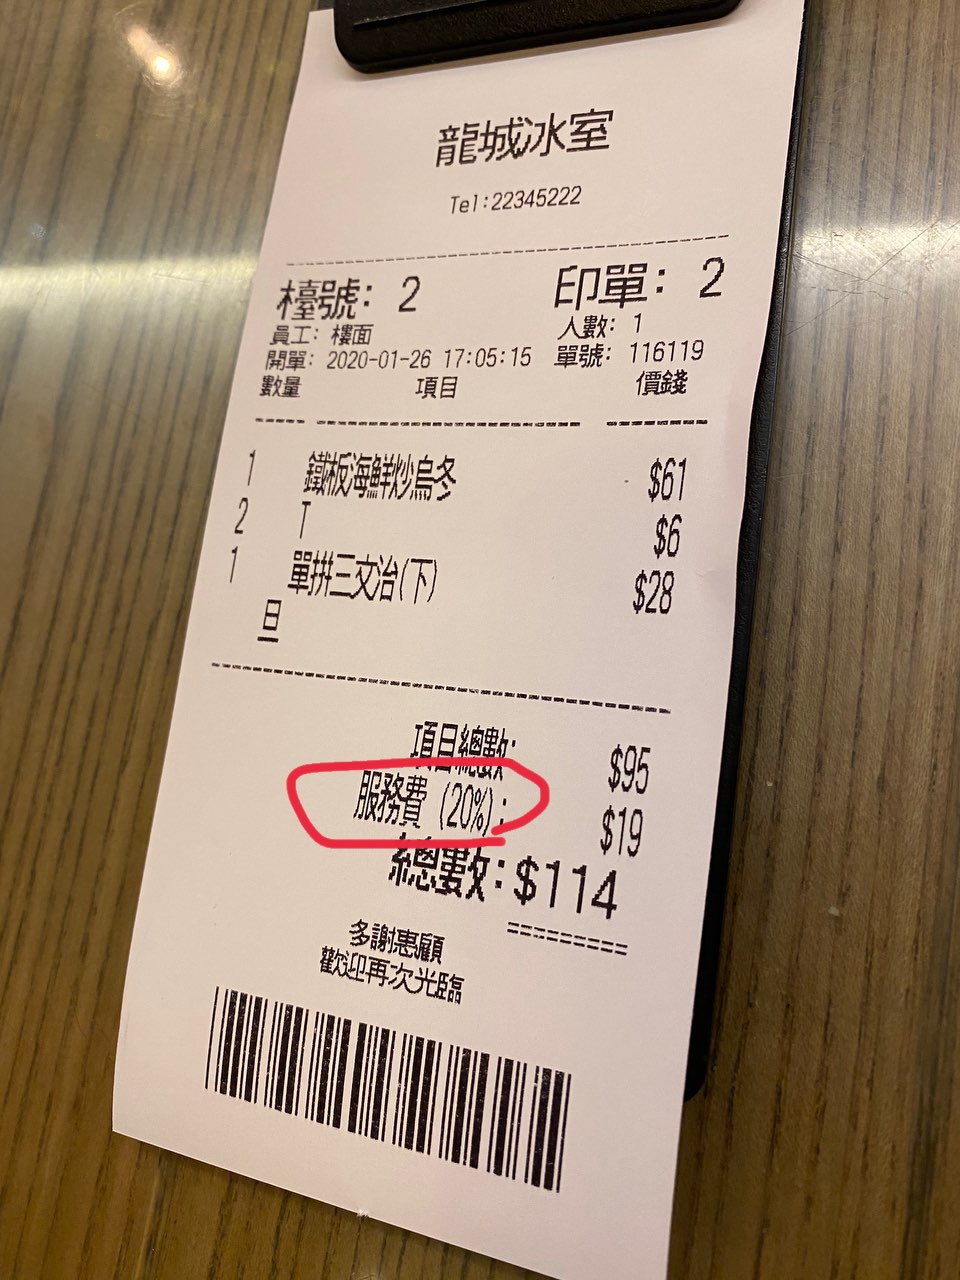 龍城冰室
Tel:22345222
檯號: 2 印單: 2
員工: 樓面 人數: 1
開單: 2020-01-26 17:05:15 單號: 116119
數量 項目 價錢
1 鐵板海鮮炒烏冬 $61
2 T $6
1 單拼三文治(下) $28
旦
項目總數: $95
服務費 (20%): $19
總數: $114
多謝惠顧
歡迎再次光臨